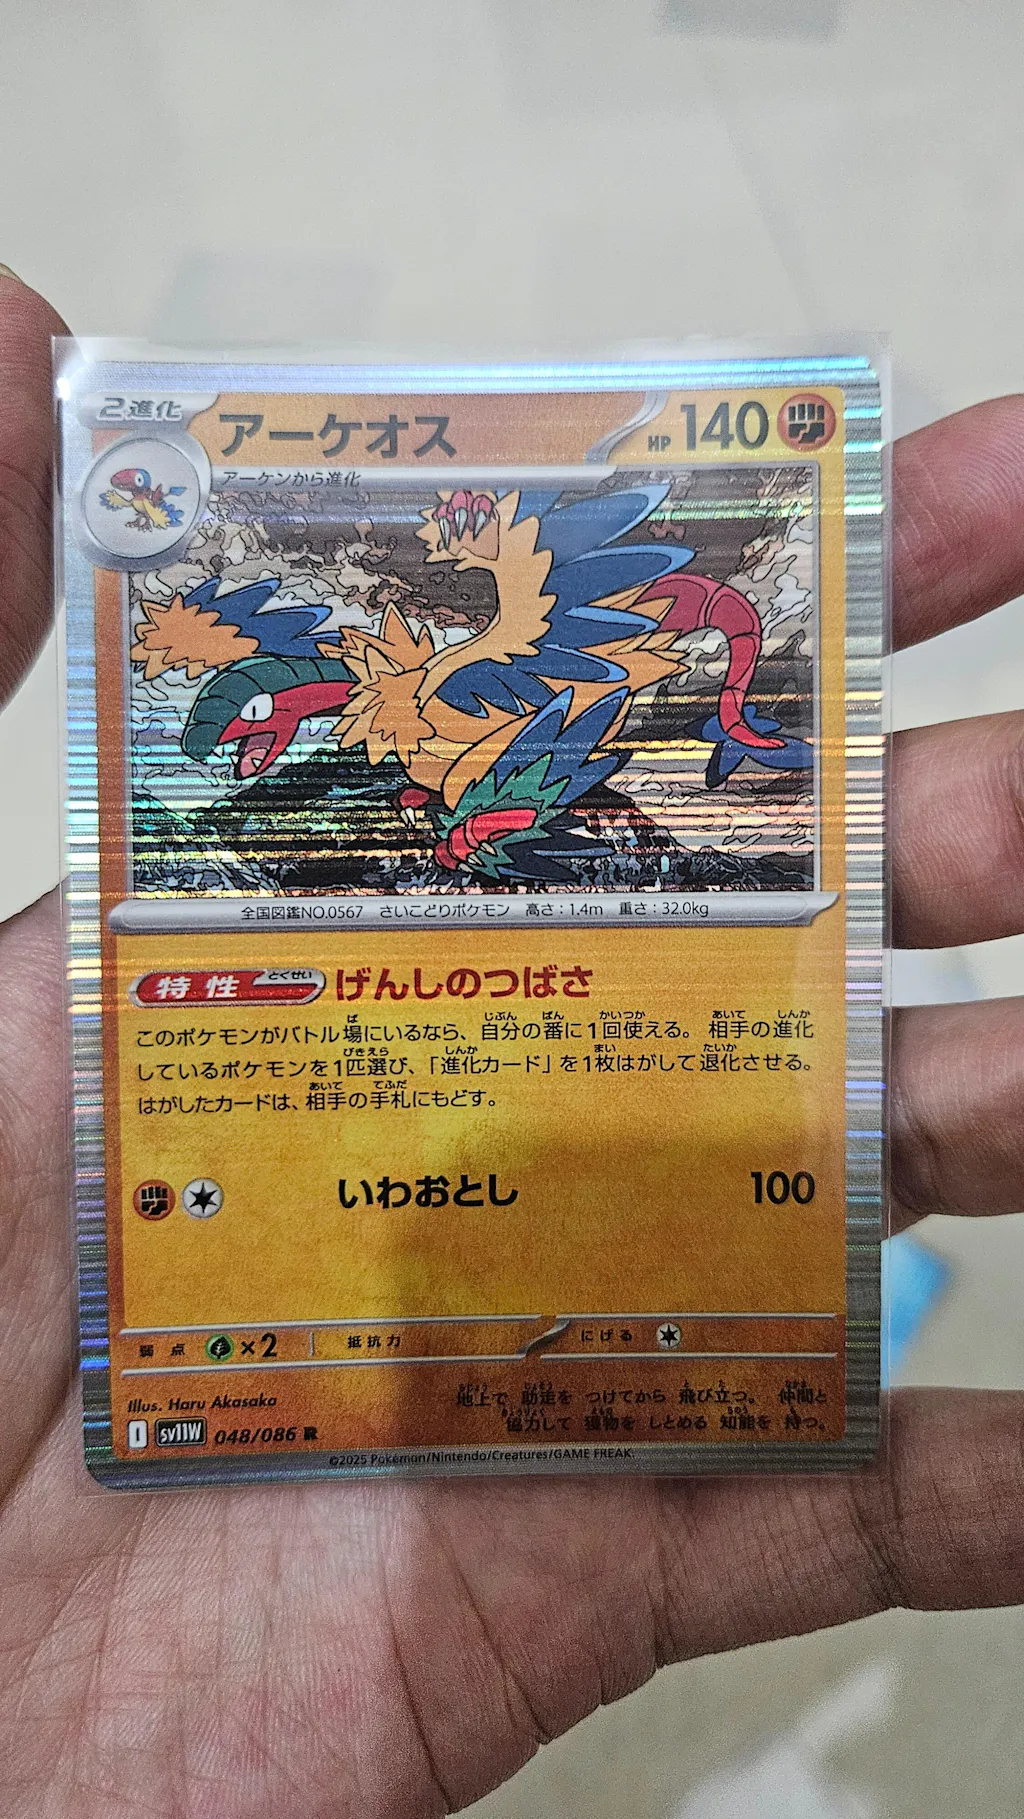 2進化
アーケオス
HP 140
アーケンから進化
全国図鑑NO.0567 さいこどりポケモン 高さ：1.4m 重さ：32.0kg
特性 とくせい げんしのつばさ
このポケモンがバトル場にいるなら、自分の番に1回使える。相手の進化
しているポケモンを1匹選び、「進化カード」を1枚はがして退化させる。
はがしたカードは、相手の手札にもどす。
いわおとし 100
弱点 ×2 抵抗力 にげる
Illus. Haru Akasaka
地上で 助走を つけてから 飛び立つ。 仲間と
協力して 獲物を しとめる 知能を 持つ。
I SV11W 048/086 R
©2025 Pokémon/Nintendo/Creatures/GAME FREAK.